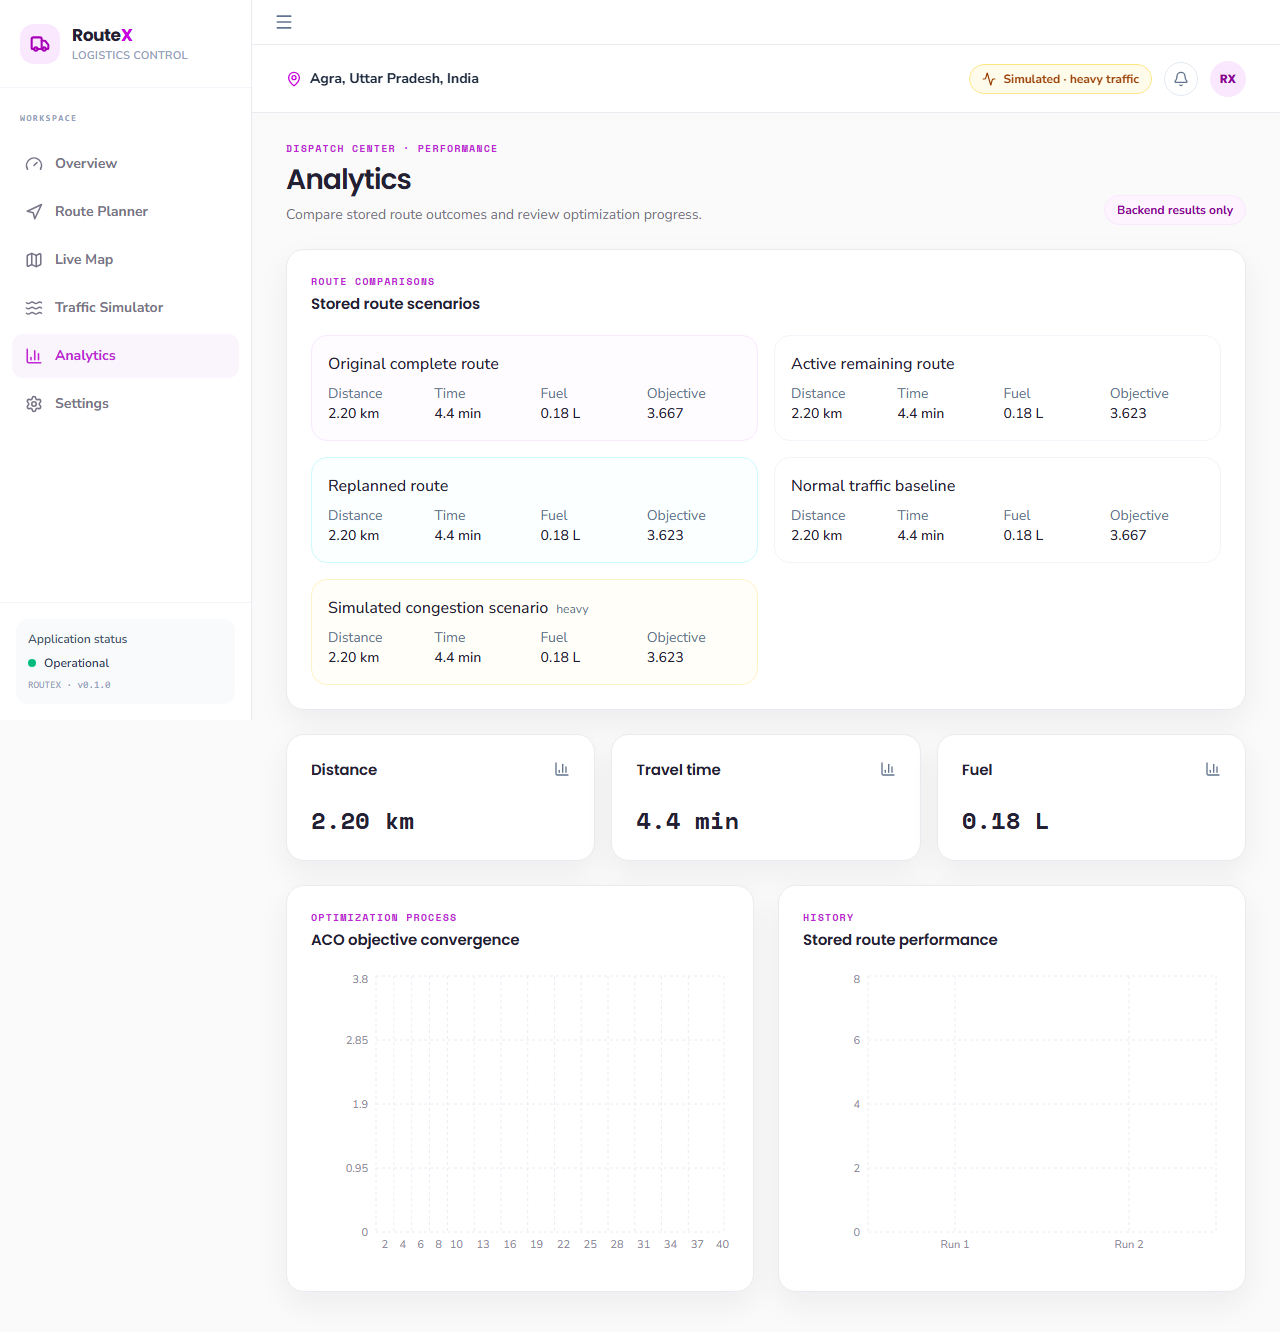 RouteX
LOGISTICS CONTROL
WORKSPACE
Overview
Route Planner
Live Map
Traffic Simulator
Analytics
Settings
Application status
Operational
ROUTEX · v0.1.0
Agra, Uttar Pradesh, India
Simulated · heavy traffic
RX
DISPATCH CENTER · PERFORMANCE
Analytics
Compare stored route outcomes and review optimization progress.
Backend results only
ROUTE COMPARISONS
Stored route scenarios
Original complete route
Distance Time Fuel Objective
2.20 km 4.4 min 0.18 L 3.667
Active remaining route
Distance Time Fuel Objective
2.20 km 4.4 min 0.18 L 3.623
Replanned route
Distance Time Fuel Objective
2.20 km 4.4 min 0.18 L 3.623
Normal traffic baseline
Distance Time Fuel Objective
2.20 km 4.4 min 0.18 L 3.667
Simulated congestion scenario heavy
Distance Time Fuel Objective
2.20 km 4.4 min 0.18 L 3.623
Distance
2.20 km
Travel time
4.4 min
Fuel
0.18 L
OPTIMIZATION PROCESS
ACO objective convergence
3.8
2.85
1.9
0.95
0
2 4 6 8 10 13 16 19 22 25 28 31 34 37 40
HISTORY
Stored route performance
8
6
4
2
0
Run 1 Run 2